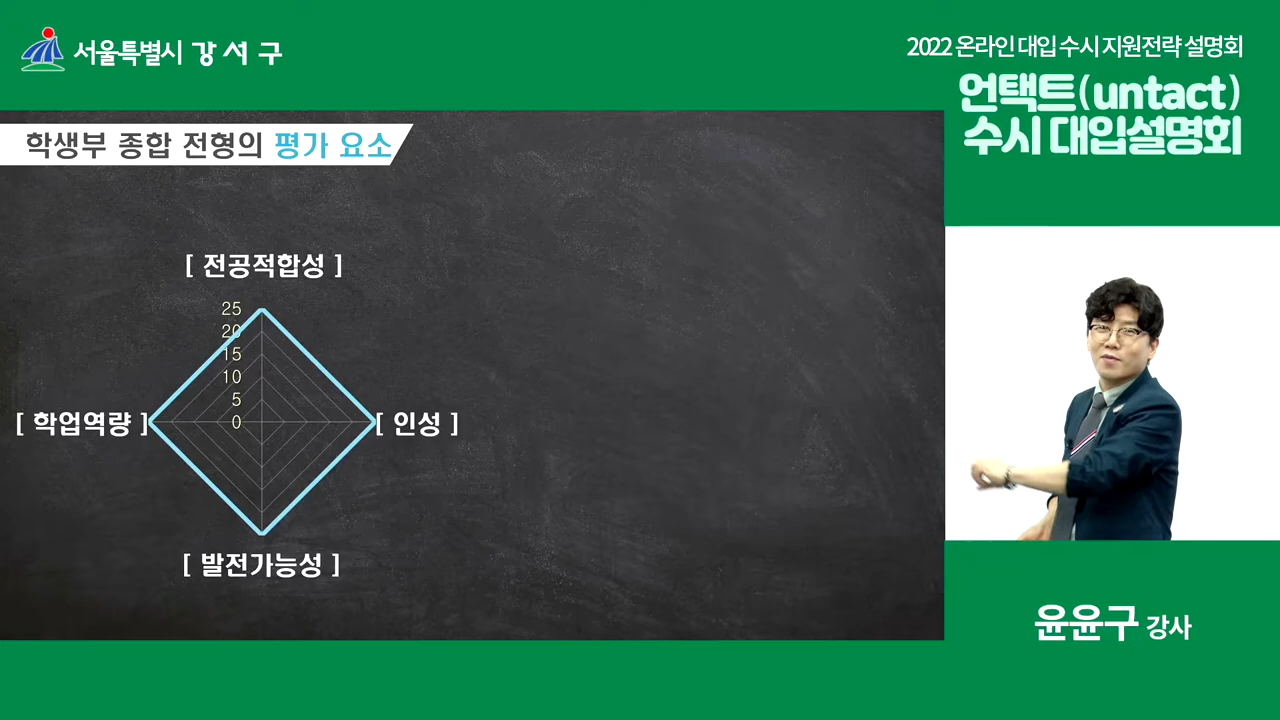 서울특별시 강서구
2022 온라인 대입 수시 지원전략 설명회
언택트(untact)
수시 대입설명회
학생부 종합 전형의 평가 요소
[ 전공적합성 ]
25
20
15
10
5
0
[ 학업역량 ]
[ 인성 ]
[ 발전가능성 ]
윤윤구 강사